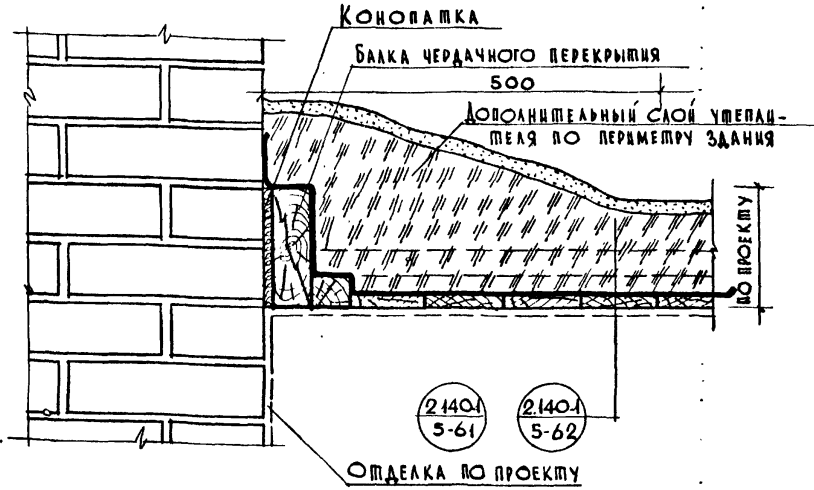 КОНОПАТКА
БАЛКА ЧЕРДАЧНОГО ПЕРЕКРЫТИЯ
500
ДОПОЛНИТЕЛЬНЫЙ СЛОЙ УТЕПЛИ-
ТЕЛЯ ПО ПЕРИМЕТРУ ЗДАНИЯ
ПО ПРОЕКТУ
2.140-1
5-61
2.140-1
5-62
ОТДЕЛКА ПО ПРОЕКТУ